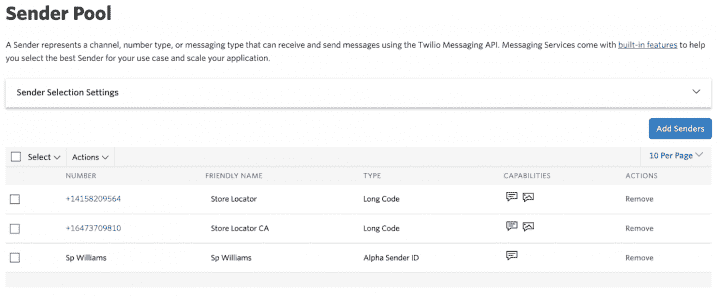 Sender Pool
A Sender represents a channel, number type, or messaging type that can receive and send messages using the Twilio Messaging API. Messaging Services come with built-in features to help
you select the best Sender for your use case and scale your application.
Sender Selection Settings
Add Senders
Select Actions 10 Per Page
NUMBER FRIENDLY NAME TYPE CAPABILITIES ACTIONS
+14158209564 Store Locator Long Code Remove
+16473709810 Store Locator CA Long Code Remove
Sp Williams Sp Williams Alpha Sender ID Remove